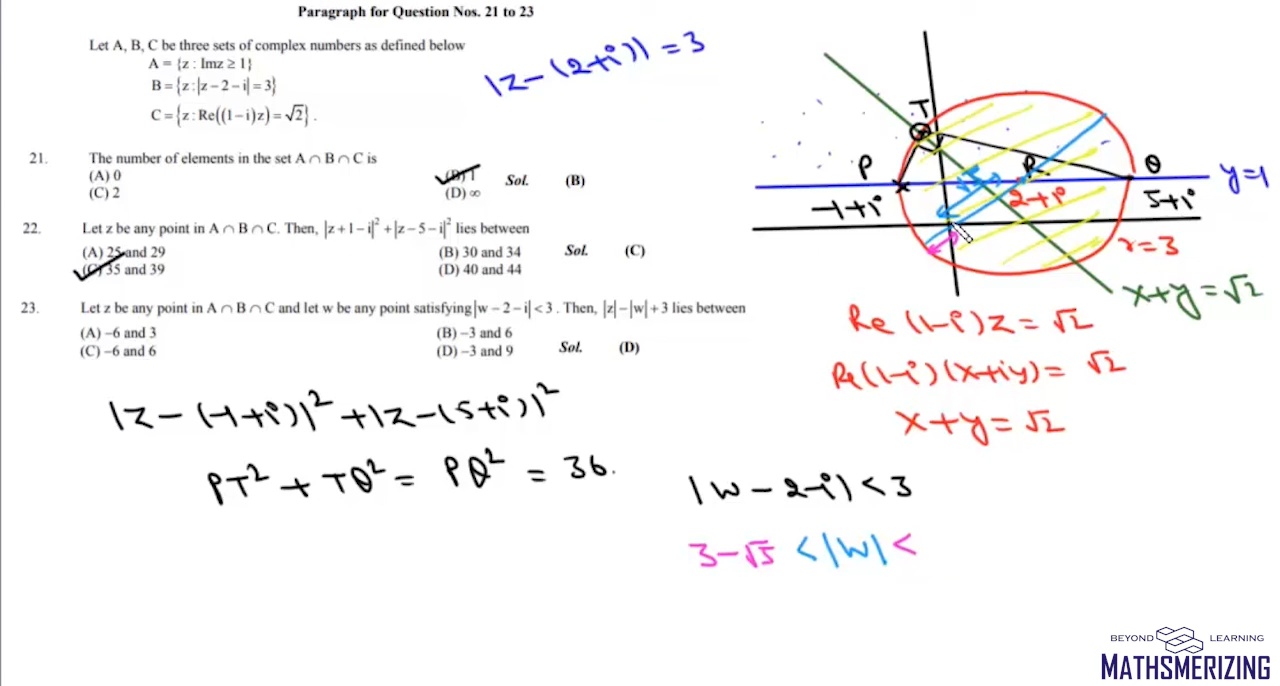 Paragraph for Question Nos. 21 to 23
Let A, B, C be three sets of complex numbers as defined below
A = {z : Imz ≥ 1}
B = {z : |z − 2 − i| = 3}
C = {z : Re((1 − i)z) = √2} .
|z − (2+i)| = 3
21. The number of elements in the set A ∩ B ∩ C is
(A) 0 (B) 1 Sol. (B)
(C) 2 (D) ∞
22. Let z be any point in A ∩ B ∩ C. Then, |z + 1 − i|² + |z − 5 − i|² lies between
(A) 25 and 29 (B) 30 and 34 Sol. (C)
(C) 35 and 39 (D) 40 and 44
23. Let z be any point in A ∩ B ∩ C and let w be any point satisfying |w − 2 − i| < 3 . Then, |z| − |w| + 3 lies between
(A) −6 and 3 (B) −3 and 6
(C) −6 and 6 (D) −3 and 9 Sol. (D)
T
P R Q
y=1
−1+i 2+i 5+i
r=3
x+y=√2
Re (1−i) z = √2
Re (1−i) (x+iy) = √2
x+y = √2
|z − (−1+i)|² + |z − (5+i)|²
PT² + TQ² = PQ² = 36.
|w − 2−i| < 3
3−√5 < |w| <
BEYOND LEARNING
MATHSMERIZING